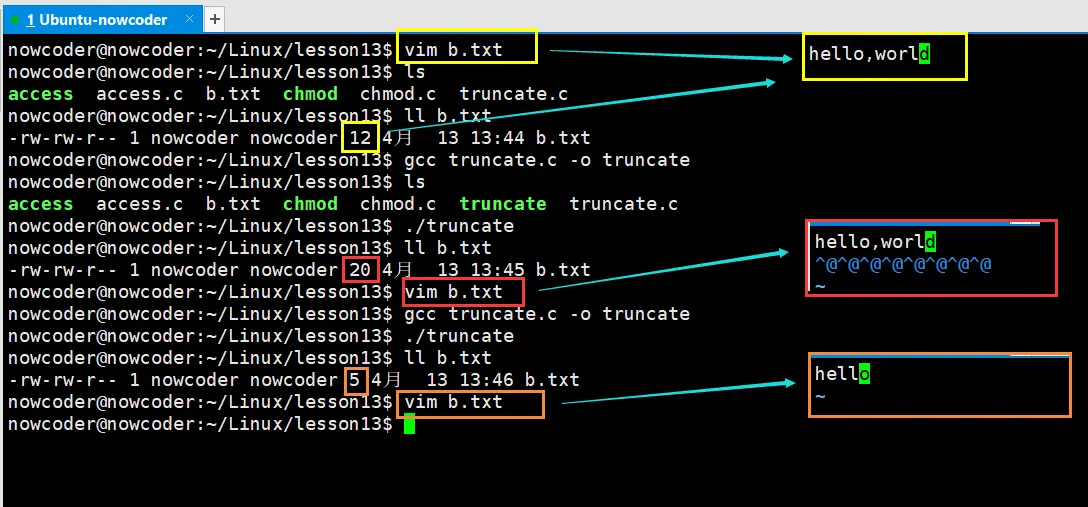 1 Ubuntu-nowcoder × +
nowcoder@nowcoder:~/Linux/lesson13$ vim b.txt
hello,world
nowcoder@nowcoder:~/Linux/lesson13$ ls
access access.c b.txt chmod chmod.c truncate.c
nowcoder@nowcoder:~/Linux/lesson13$ ll b.txt
-rw-rw-r-- 1 nowcoder nowcoder 12 4月 13 13:44 b.txt
nowcoder@nowcoder:~/Linux/lesson13$ gcc truncate.c -o truncate
nowcoder@nowcoder:~/Linux/lesson13$ ls
access access.c b.txt chmod chmod.c truncate truncate.c
nowcoder@nowcoder:~/Linux/lesson13$ ./truncate
nowcoder@nowcoder:~/Linux/lesson13$ ll b.txt
-rw-rw-r-- 1 nowcoder nowcoder 20 4月 13 13:45 b.txt
nowcoder@nowcoder:~/Linux/lesson13$ vim b.txt
hello,world
^@^@^@^@^@^@^@^@
~
nowcoder@nowcoder:~/Linux/lesson13$ gcc truncate.c -o truncate
nowcoder@nowcoder:~/Linux/lesson13$ ./truncate
nowcoder@nowcoder:~/Linux/lesson13$ ll b.txt
-rw-rw-r-- 1 nowcoder nowcoder 5 4月 13 13:46 b.txt
nowcoder@nowcoder:~/Linux/lesson13$ vim b.txt
hello
~
nowcoder@nowcoder:~/Linux/lesson13$